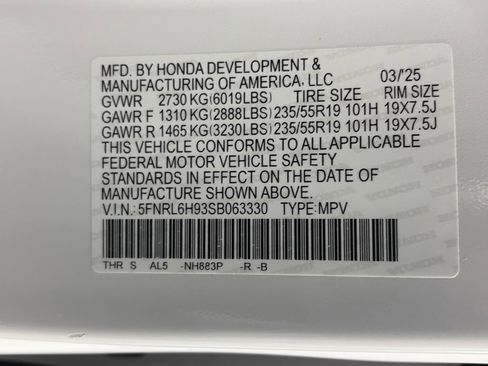 MFD. BY HONDA DEVELOPMENT &
MANUFACTURING OF AMERICA, LLC 03/'25
GVWR 2730 KG(6019LBS) TIRE SIZE RIM SIZE
GAWR F 1310 KG(2888LBS) 235/55R19 101H 19X7.5J
GAWR R 1465 KG(3230LBS) 235/55R19 101H 19X7.5J
THIS VEHICLE CONFORMS TO ALL APPLICABLE
FEDERAL MOTOR VEHICLE SAFETY
STANDARDS IN EFFECT ON THE DATE OF
MANUFACTURE SHOWN ABOVE.
V.I.N.: 5FNRL6H93SB063330 TYPE: MPV
THR S AL5 -NH883P -R -B